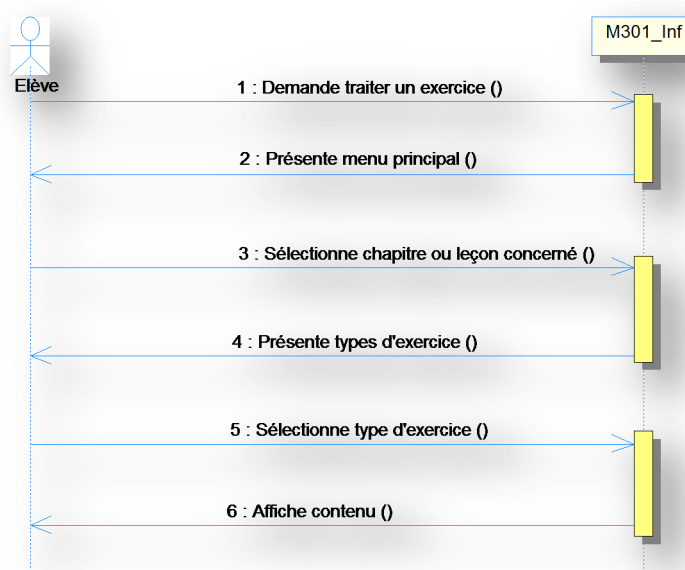 M301_Inf
Elève
1 : Demande traiter un exercice ()
2 : Présente menu principal ()
3 : Sélectionne chapitre ou leçon concerné ()
4 : Présente types d'exercice ()
5 : Sélectionne type d'exercice ()
6 : Affiche contenu ()